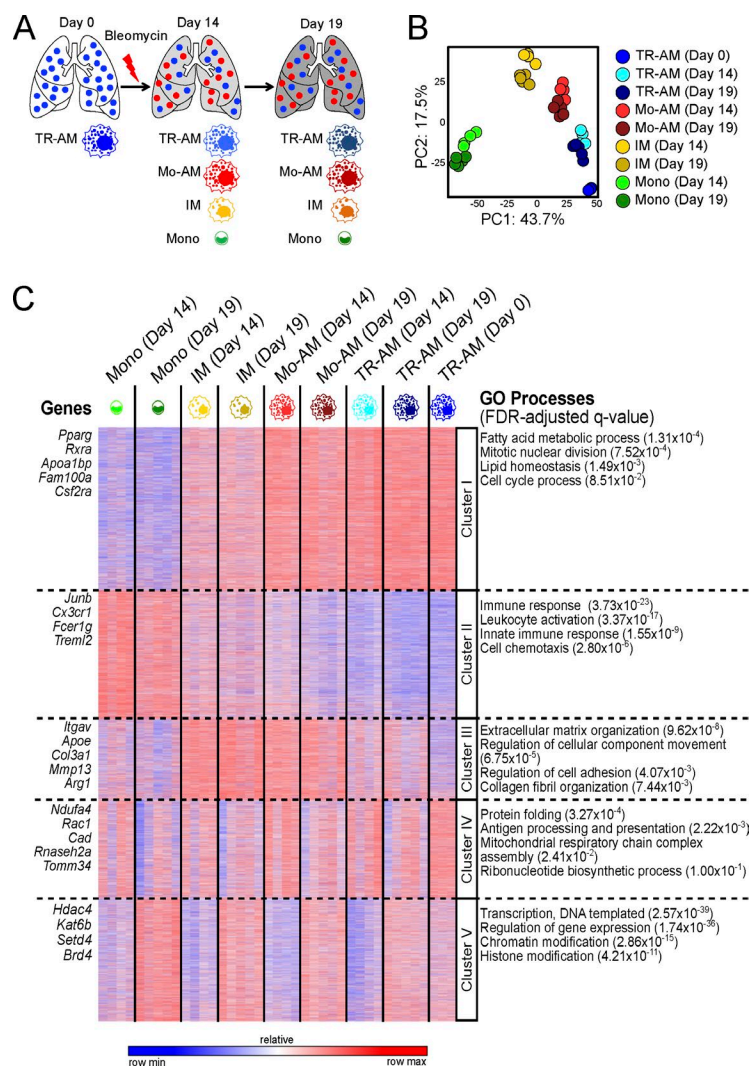 A
Day 0
Day 14
Day 19
Bleomycin
TR-AM
TR-AM
TR-AM
Mo-AM
Mo-AM
IM
IM
Mono
Mono
B
PC2: 17.5%
25
0
-25
-50
-25
0
25
50
PC1: 43.7%
TR-AM (Day 0)
TR-AM (Day 14)
TR-AM (Day 19)
Mo-AM (Day 14)
Mo-AM (Day 19)
IM (Day 14)
IM (Day 19)
Mono (Day 14)
Mono (Day 19)
C
Mono (Day 14)
Mono (Day 19)
IM (Day 14)
IM (Day 19)
Mo-AM (Day 14)
Mo-AM (Day 19)
TR-AM (Day 14)
TR-AM (Day 19)
TR-AM (Day 0)
Genes
GO Processes
(FDR-adjusted q-value)
Pparg
Rxra
Apoa1bp
Fam100a
Csf2ra
Cluster I
Fatty acid metabolic process (1.31x10⁻⁴)
Mitotic nuclear division (7.52x10⁻⁴)
Lipid homeostasis (1.49x10⁻³)
Cell cycle process (8.51x10⁻²)
Junb
Cx3cr1
Fcer1g
Treml2
Cluster II
Immune response (3.73x10⁻²³)
Leukocyte activation (3.37x10⁻¹⁷)
Innate immune response (1.55x10⁻⁹)
Cell chemotaxis (2.80x10⁻⁶)
Itgav
Apoe
Col3a1
Mmp13
Arg1
Cluster III
Extracellular matrix organization (9.62x10⁻⁸)
Regulation of cellular component movement
(6.75x10⁻⁵)
Regulation of cell adhesion (4.07x10⁻³)
Collagen fibril organization (7.44x10⁻³)
Ndufa4
Rac1
Cad
Rnaseh2a
Tomm34
Cluster IV
Protein folding (3.27x10⁻⁴)
Antigen processing and presentation (2.22x10⁻³)
Mitochondrial respiratory chain complex
assembly (2.41x10⁻²)
Ribonucleotide biosynthetic process (1.00x10⁻¹)
Hdac4
Kat6b
Setd4
Brd4
Cluster V
Transcription, DNA templated (2.57x10⁻³⁹)
Regulation of gene expression (1.74x10⁻³⁶)
Chromatin modification (2.86x10⁻¹⁵)
Histone modification (4.21x10⁻¹¹)
relative
row min
row max